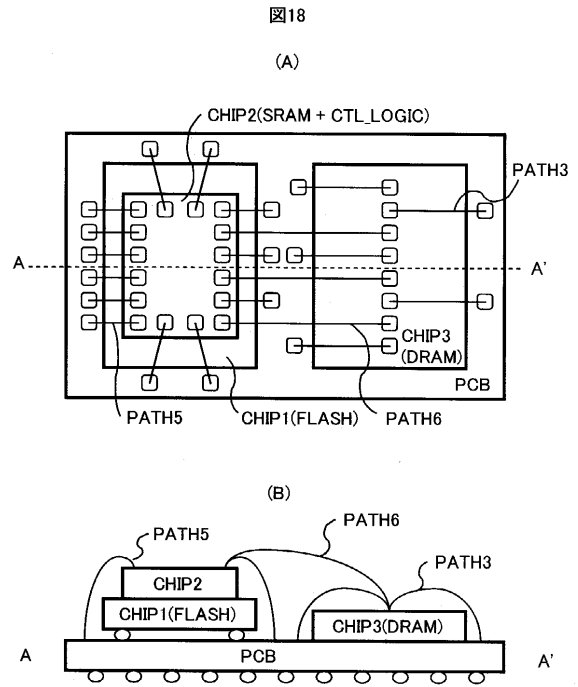 図18
(A)
CHIP2(SRAM + CTL_LOGIC)
PATH3
A
A'
CHIP3
(DRAM)
PCB
PATH5
CHIP1(FLASH)
PATH6
(B)
PATH6
PATH5
PATH3
CHIP2
CHIP1(FLASH)
CHIP3(DRAM)
A
PCB
A'